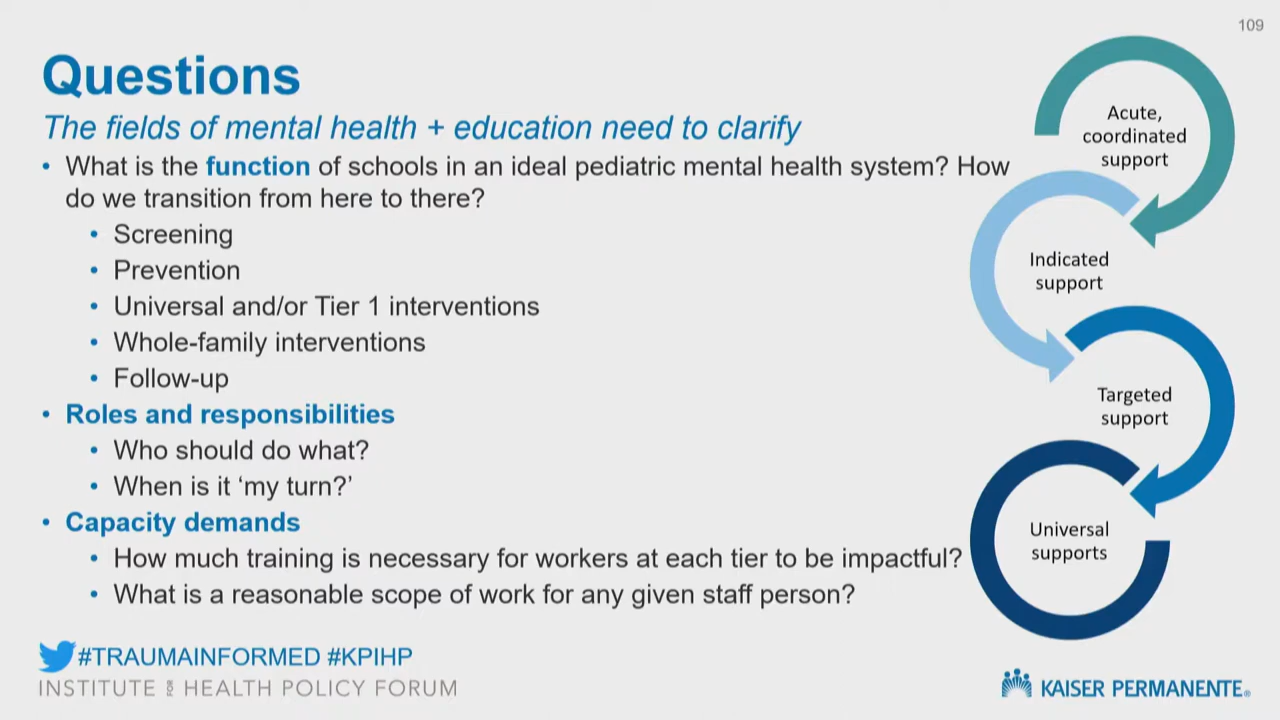 109
Questions
The fields of mental health + education need to clarify
• What is the function of schools in an ideal pediatric mental health system? How
do we transition from here to there?
• Screening
• Prevention
• Universal and/or Tier 1 interventions
• Whole-family interventions
• Follow-up
• Roles and responsibilities
• Who should do what?
• When is it ‘my turn?’
• Capacity demands
• How much training is necessary for workers at each tier to be impactful?
• What is a reasonable scope of work for any given staff person?
Acute,
coordinated
support
Indicated
support
Targeted
support
Universal
supports
#TRAUMAINFORMED #KPIHP
INSTITUTE FOR HEALTH POLICY FORUM
KAISER PERMANENTE®